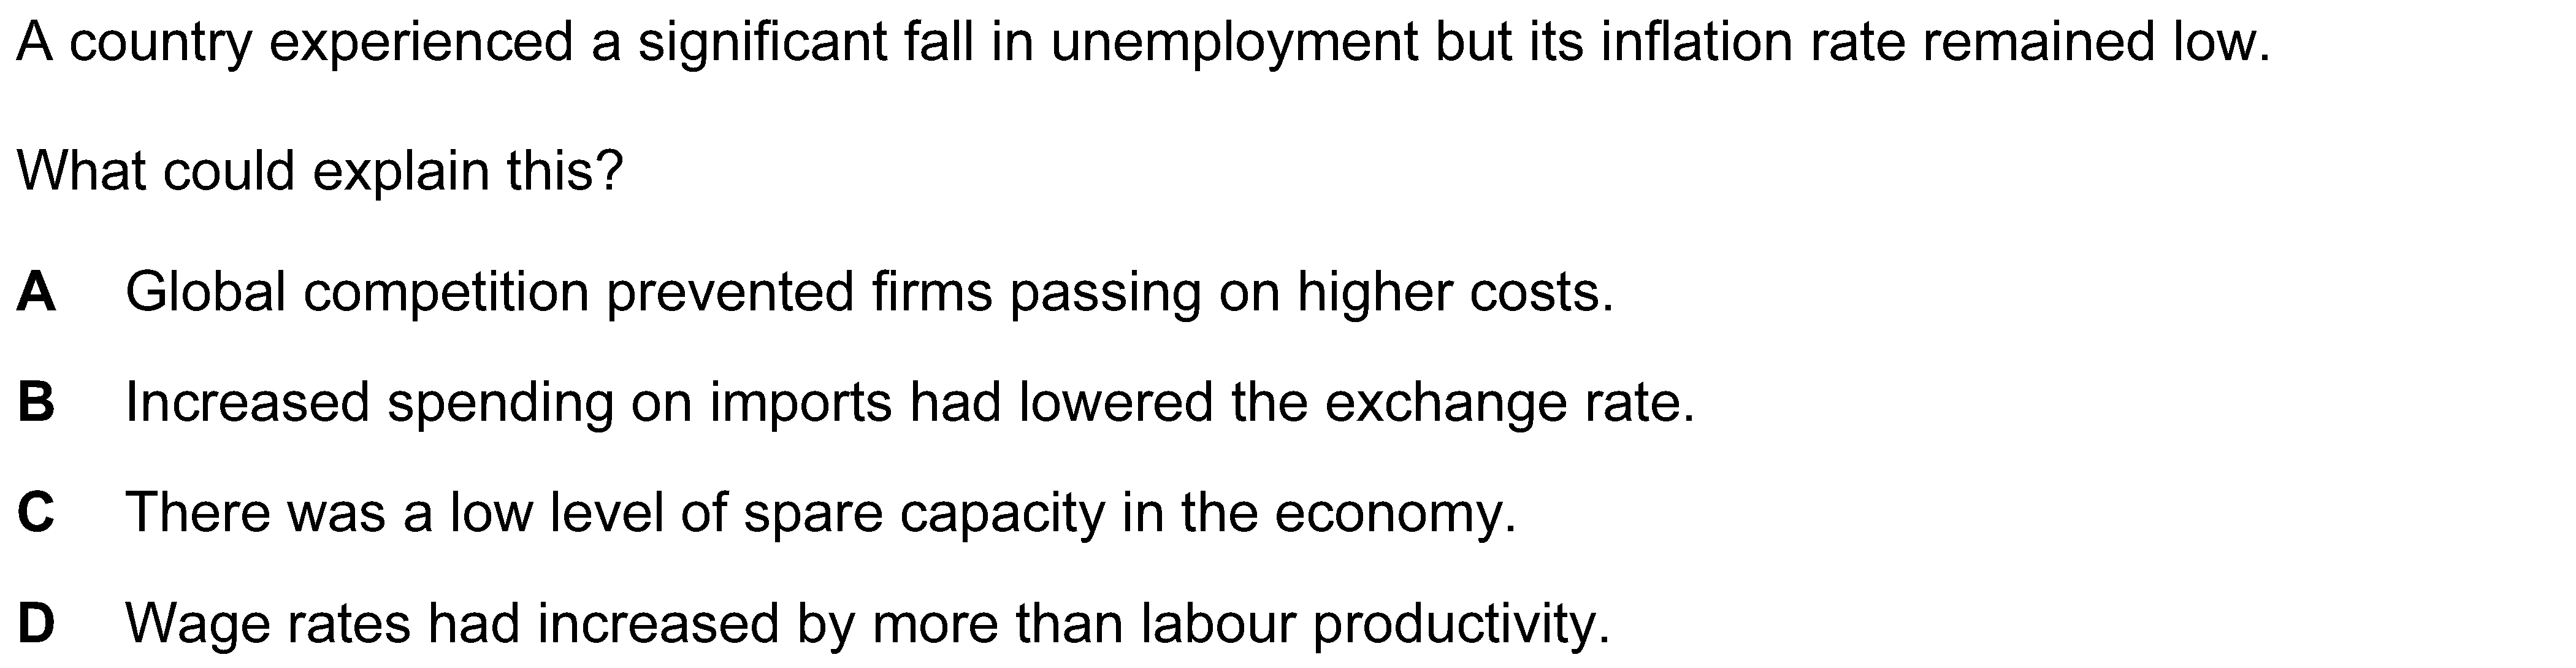 A country experienced a significant fall in unemployment but its inflation rate remained low.
What could explain this?
A Global competition prevented firms passing on higher costs.
B Increased spending on imports had lowered the exchange rate.
C There was a low level of spare capacity in the economy.
D Wage rates had increased by more than labour productivity.